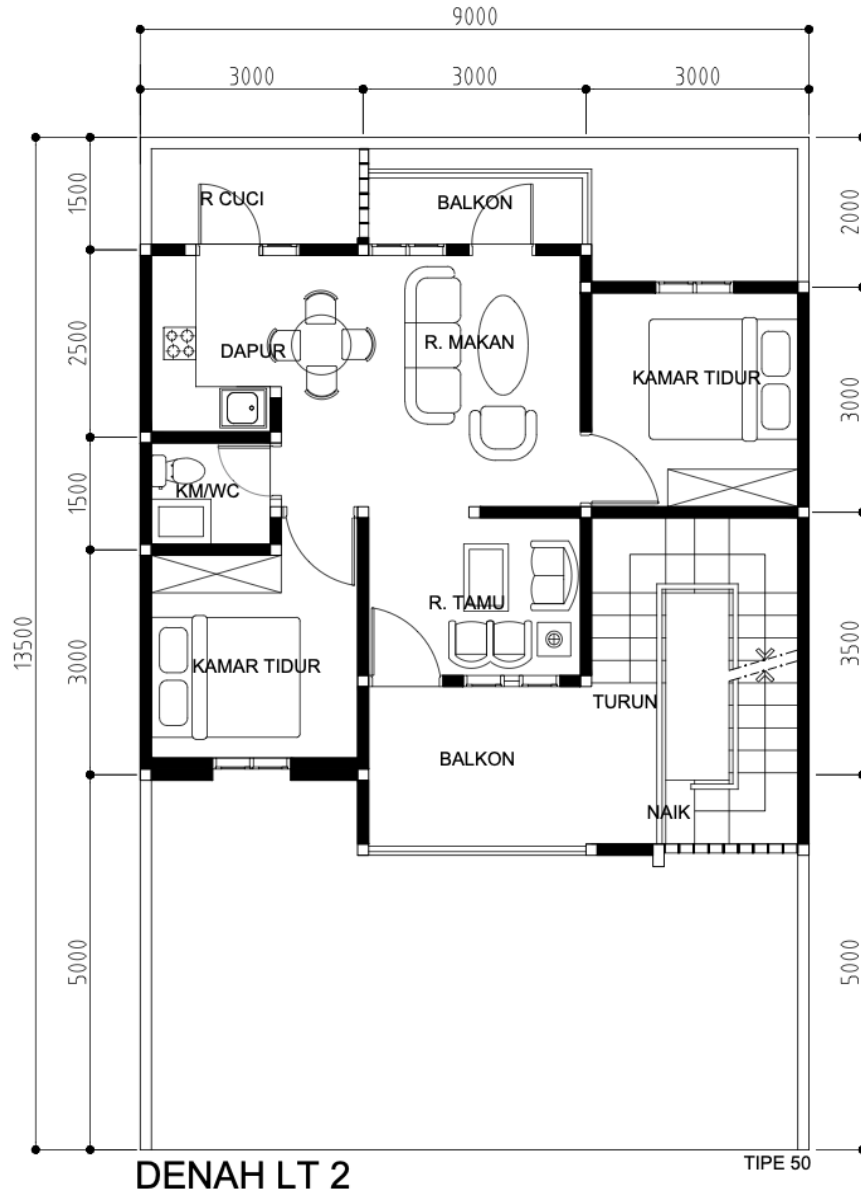 9000
3000
3000
3000
1500
2500
1500
3000
5000
13500
2000
3000
3500
5000
R CUCI
BALKON
DAPUR
R. MAKAN
KAMAR TIDUR
KM/WC
R. TAMU
KAMAR TIDUR
TURUN
BALKON
NAIK
DENAH LT 2
TIPE 50